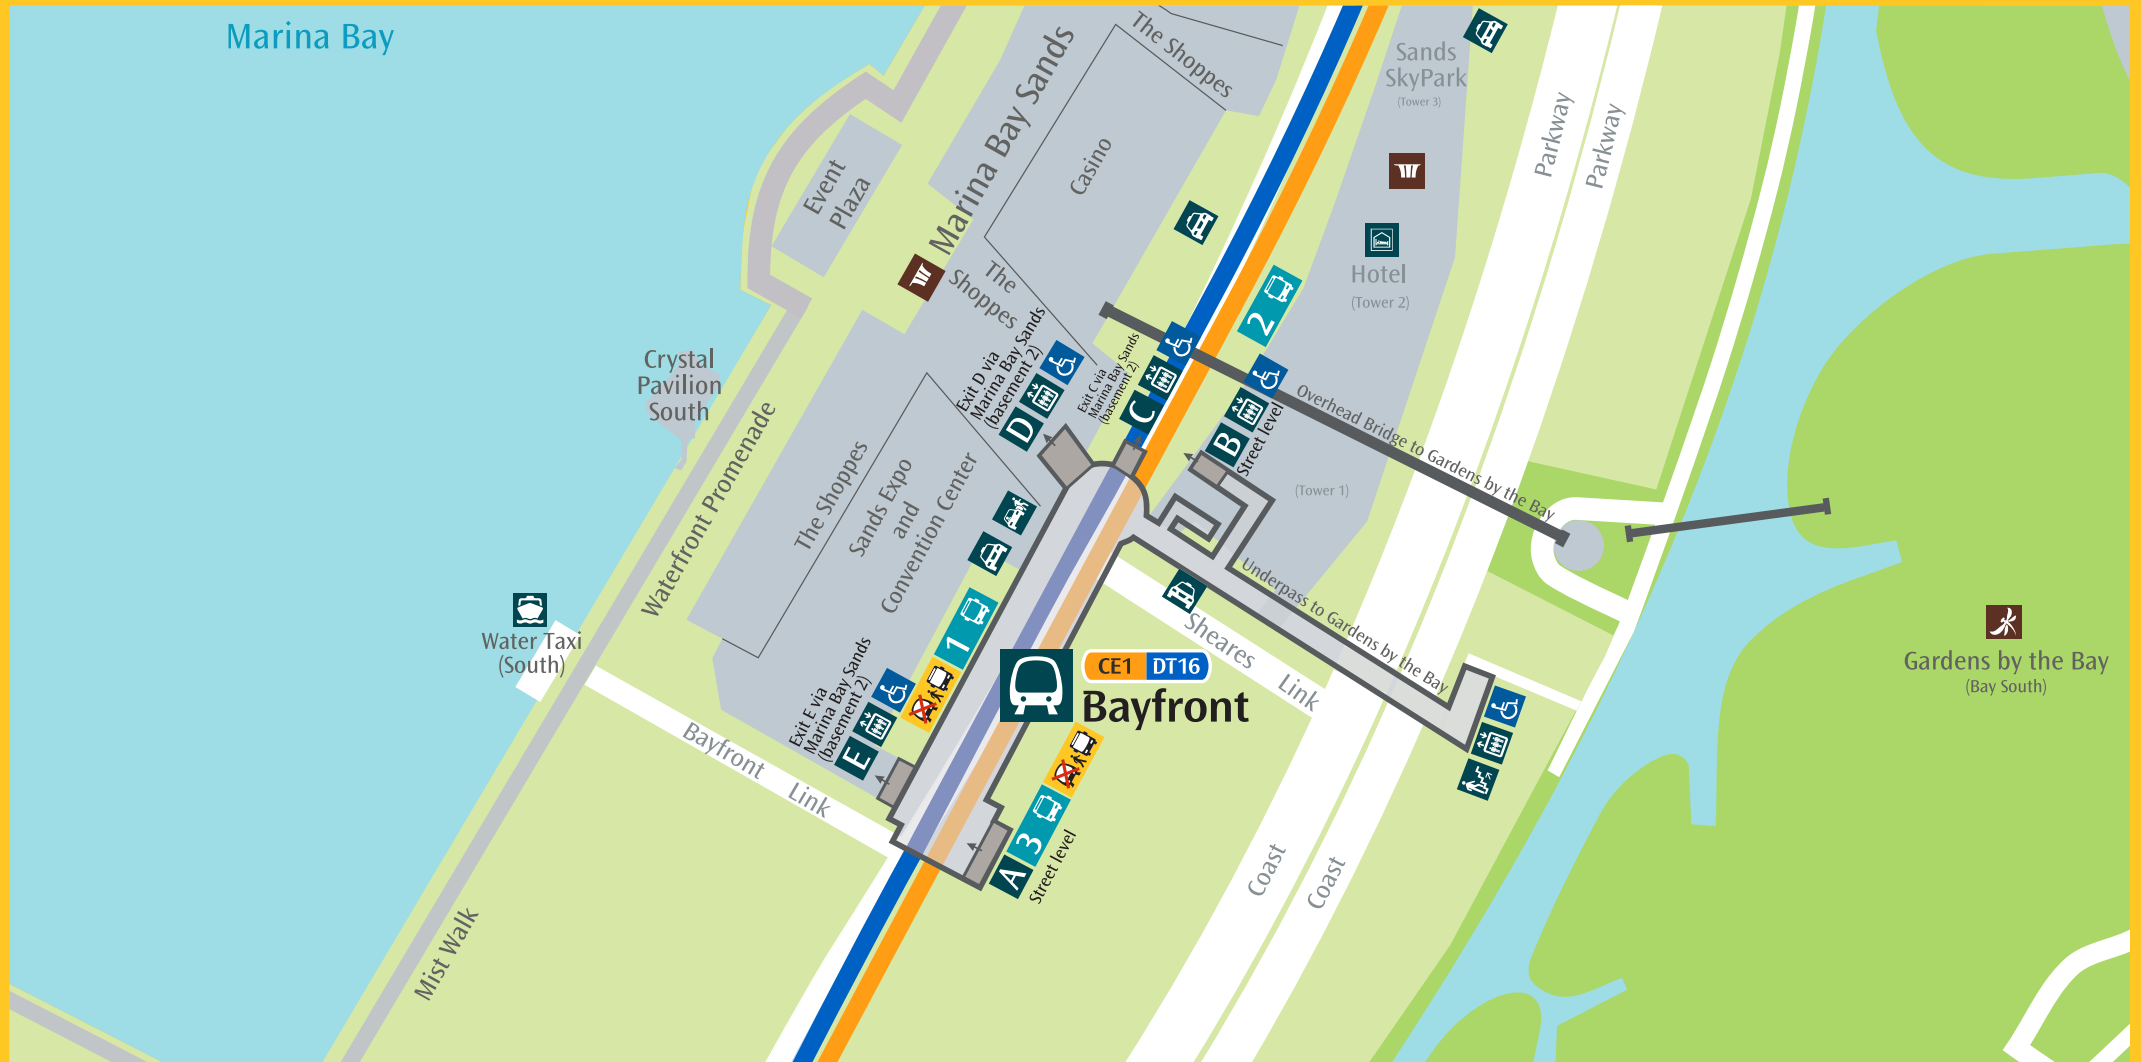 Marina Bay
The Shoppes
Sands
SkyPark
(Tower 3)
Parkway
Parkway
Marina Bay Sands
Casino
Event
Plaza
Hotel
(Tower 2)
The
Shoppes
2
Crystal
Pavilion
South
Exit D via
Marina Bay Sands
(basement 2)
D
Exit C via
Marina Bay Sands
(basement 2)
C
B
Street level
Overhead Bridge to Gardens by the Bay
(Tower 1)
Waterfront Promenade
The Shoppes
Sands Expo
and
Convention Center
Underpass to Gardens by the Bay
Water Taxi
(South)
1
Sheares
Link
Gardens by the Bay
(Bay South)
CE1 DT16
Bayfront
Exit E via
Marina Bay Sands
(basement 2)
E
Bayfront
Link
3
A
Street level
Coast
Coast
Mist Walk